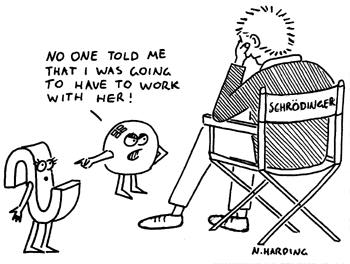 NO ONE TOLD ME
THAT I WAS GOING
TO HAVE TO WORK
WITH HER!
SCHRÖDINGER
N.HARDING